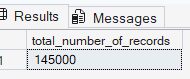 Results Messages
total_number_of_records
1 145000